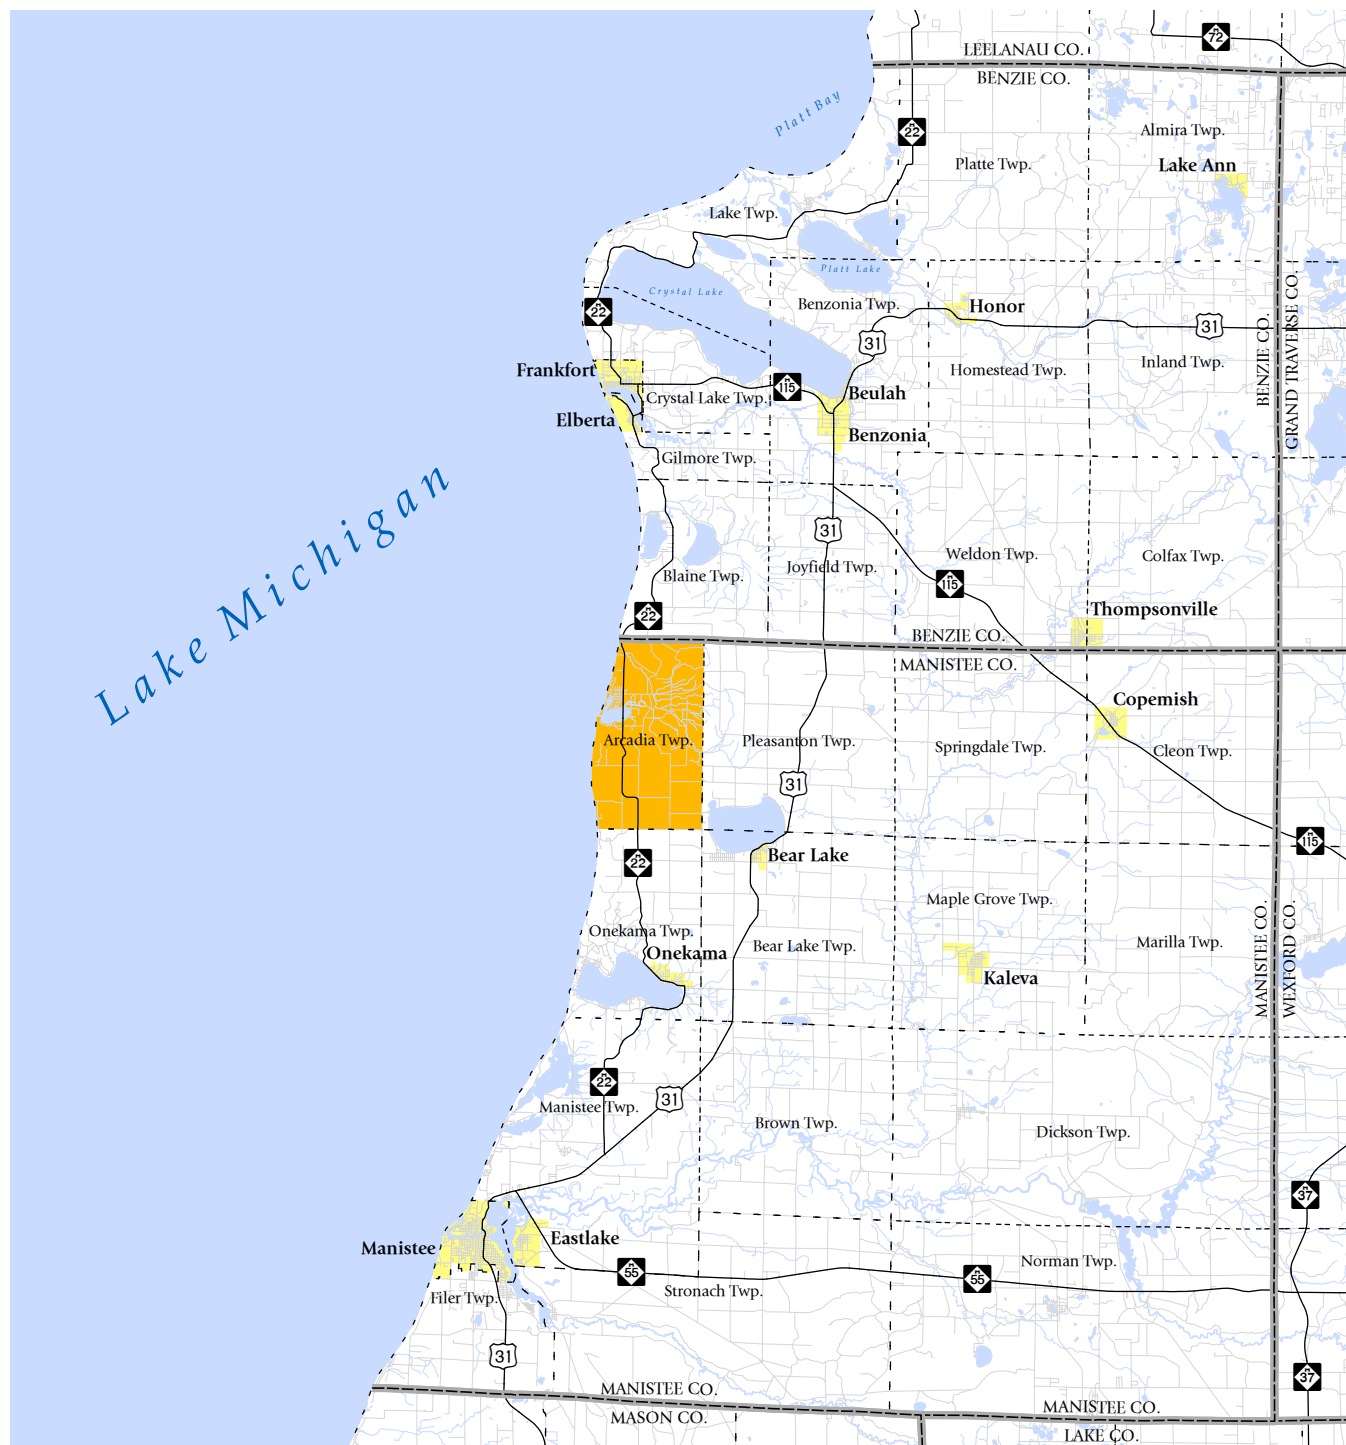 72
LEELANAU CO.
BENZIE CO.
Platt Bay
22
Almira Twp.
Platte Twp.
Lake Ann
Lake Twp.
Platt Lake
Crystal Lake
Benzonia Twp.
Honor
22
31
31
BENZIE CO.
GRAND TRAVERSE CO.
Frankfort
Homestead Twp.
Inland Twp.
115
Crystal Lake Twp.
Beulah
Elberta
Benzonia
Gilmore Twp.
Lake Michigan
31
Blaine Twp.
Joyfield Twp.
Weldon Twp.
Colfax Twp.
115
22
Thompsonville
BENZIE CO.
MANISTEE CO.
Copemish
Arcadia Twp.
Pleasanton Twp.
Springdale Twp.
Cleon Twp.
31
115
22
Bear Lake
Maple Grove Twp.
Onekama Twp.
Onekama
Bear Lake Twp.
Marilla Twp.
MANISTEE CO.
WEXFORD CO.
Kaleva
22
31
Manistee Twp.
Brown Twp.
Dickson Twp.
37
Manistee
Eastlake
55
55
Norman Twp.
Stronach Twp.
Filer Twp.
31
37
MANISTEE CO.
MASON CO.
MANISTEE CO.
LAKE CO.